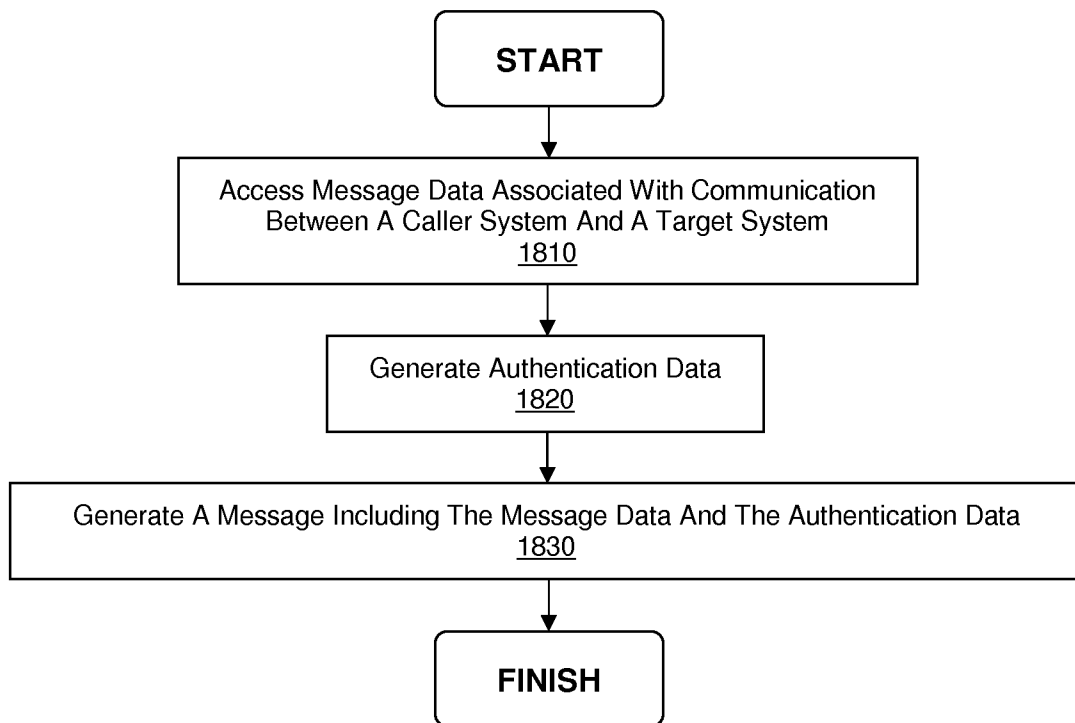 START
Access Message Data Associated With Communication
Between A Caller System And A Target System
1810
Generate Authentication Data
1820
Generate A Message Including The Message Data And The Authentication Data
1830
FINISH